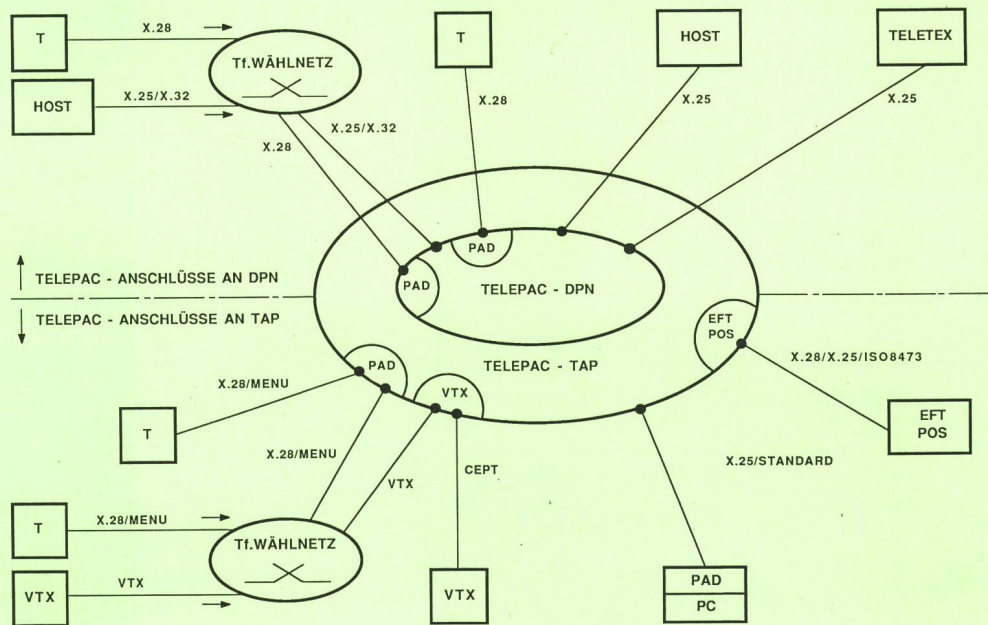 T
X.28
Tf.WÄHLNETZ
T
HOST
TELETEX
HOST
X.25/X.32
X.28
X.25/X.32
X.28
X.25
X.25
PAD
PAD
TELEPAC - DPN
TELEPAC - ANSCHLÜSSE AN DPN
TELEPAC - ANSCHLÜSSE AN TAP
EFT
POS
TELEPAC - TAP
X.28/X.25/ISO8473
PAD
VTX
X.28/MENU
T
EFT
POS
X.28/MENU
VTX
CEPT
X.25/STANDARD
T
X.28/MENU
Tf.WÄHLNETZ
VTX
VTX
VTX
PAD
PC